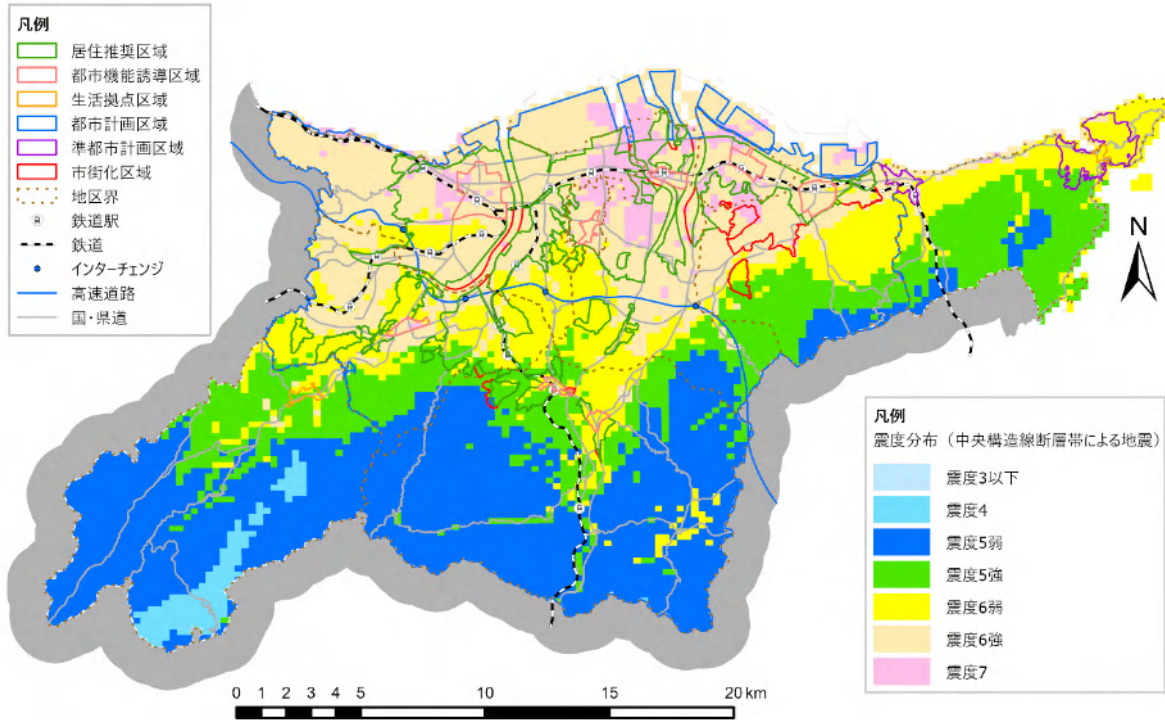 凡例
居住推奨区域
都市機能誘導区域
生活拠点区域
都市計画区域
準都市計画区域
市街化区域
地区界
鉄道駅
鉄道
インターチェンジ
高速道路
国・県道
N
凡例
震度分布（中央構造線断層帯による地震）
震度3以下
震度4
震度5弱
震度5強
震度6弱
震度6強
震度7
0 1 2 3 4 5 10 15 20 km